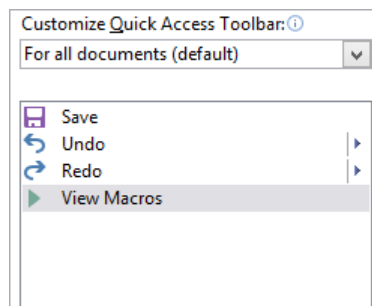 Customize Quick Access Toolbar:
For all documents (default)
Save
Undo
Redo
View Macros